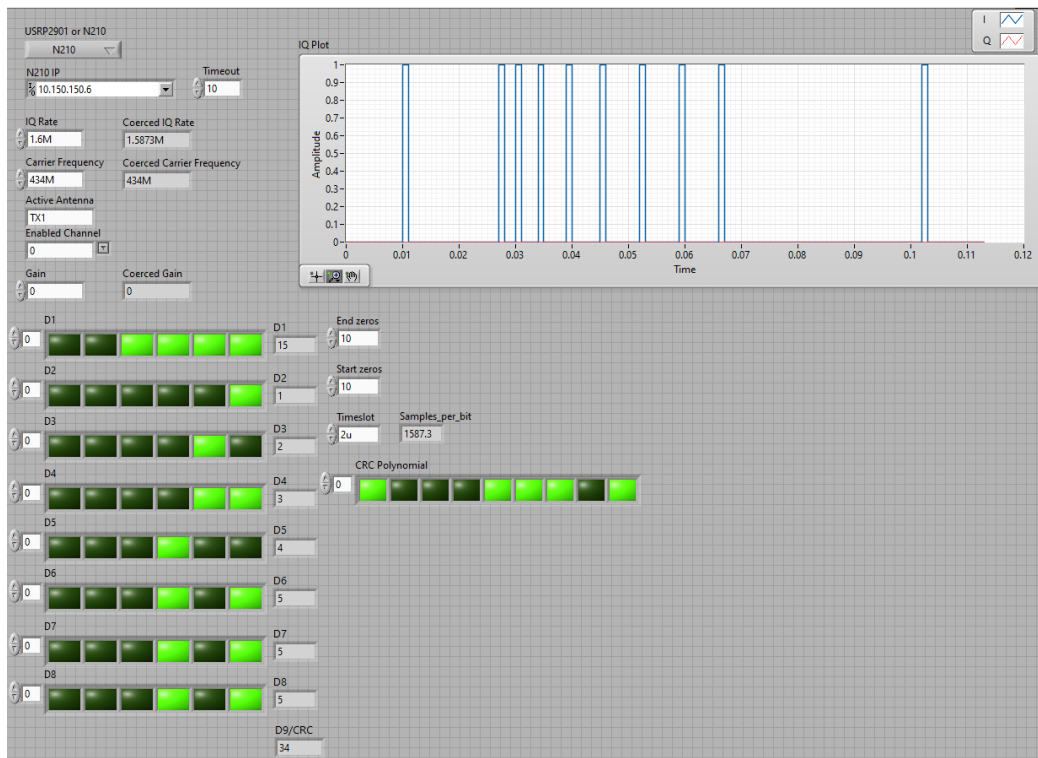 USRP2901 or N210
N210
N210 IP
Timeout
10.150.150.6
10
IQ Rate
Coerced IQ Rate
1.6M
1.5873M
Carrier Frequency
Coerced Carrier Frequency
434M
434M
Active Antenna
TX1
Enabled Channel
0
Gain
Coerced Gain
0
0
IQ Plot
I
Q
Amplitude
1
0.9
0.8
0.7
0.6
0.5
0.4
0.3
0.2
0.1
0
0 0.01 0.02 0.03 0.04 0.05 0.06 0.07 0.08 0.09 0.1 0.11 0.12
Time
D1
0
D1
15
End zeros
10
D2
0
D2
1
Start zeros
10
D3
0
D3
2
Timeslot
2u
Samples_per_bit
1587.3
D4
0
D4
3
CRC Polynomial
0
D5
0
D5
4
D6
0
D6
5
D7
0
D7
5
D8
0
D8
5
D9/CRC
34